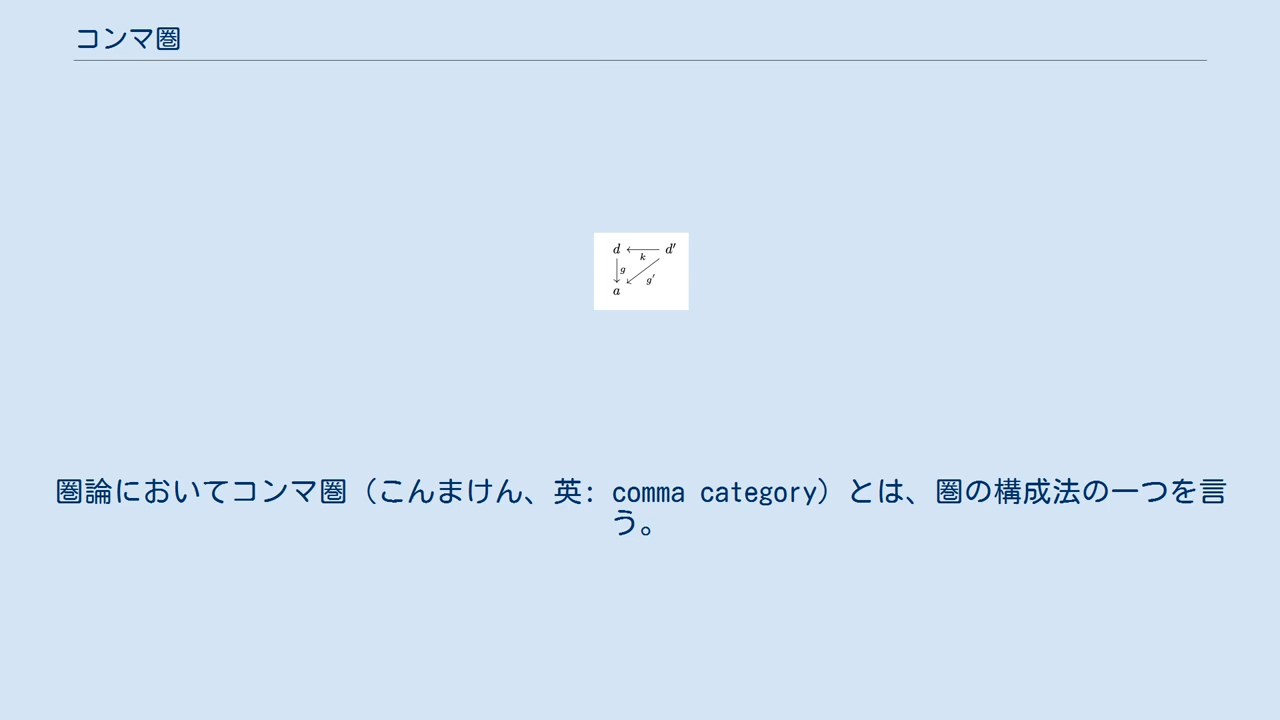 コンマ圏
d ← d′
k
g
g′
a
圏論においてコンマ圏（こんまけん、英: comma category）とは、圏の構成法の一つを言
う。